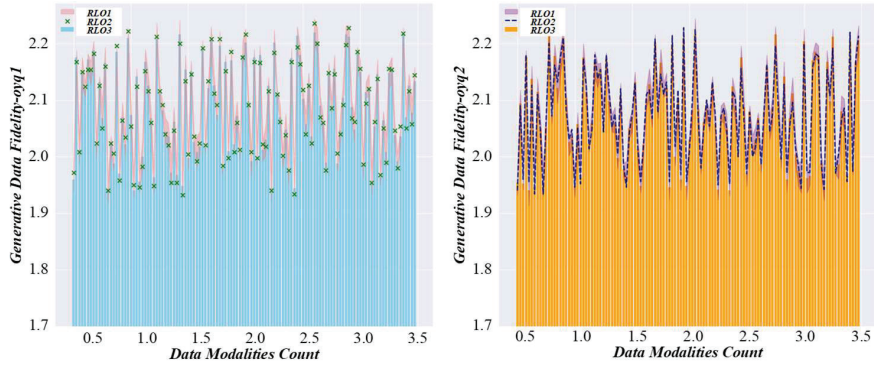 RLO1
RLO2
RLO3
2.2
2.1
2.0
1.9
1.8
1.7
Generative Data Fidelity-oyq1
0.5 1.0 1.5 2.0 2.5 3.0 3.5
Data Modalities Count
RLO1
RLO2
RLO3
2.2
2.1
2.0
1.9
1.8
1.7
Generative Data Fidelity-oyq2
0.5 1.0 1.5 2.0 2.5 3.0 3.5
Data Modalities Count